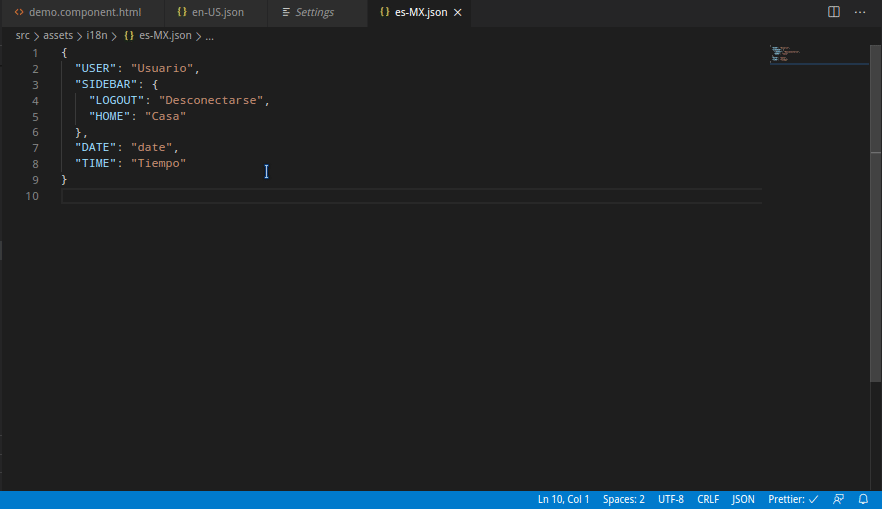 demo.component.html en-US.json Settings es-MX.json
src > assets > i18n > {} es-MX.json > ...
1 {
2 "USER": "Usuario",
3 "SIDEBAR": {
4 "LOGOUT": "Desconectarse",
5 "HOME": "Casa"
6 },
7 "DATE": "date",
8 "TIME": "Tiempo"
9 }
10
Ln 10, Col 1 Spaces: 2 UTF-8 CRLF JSON Prettier: ✓